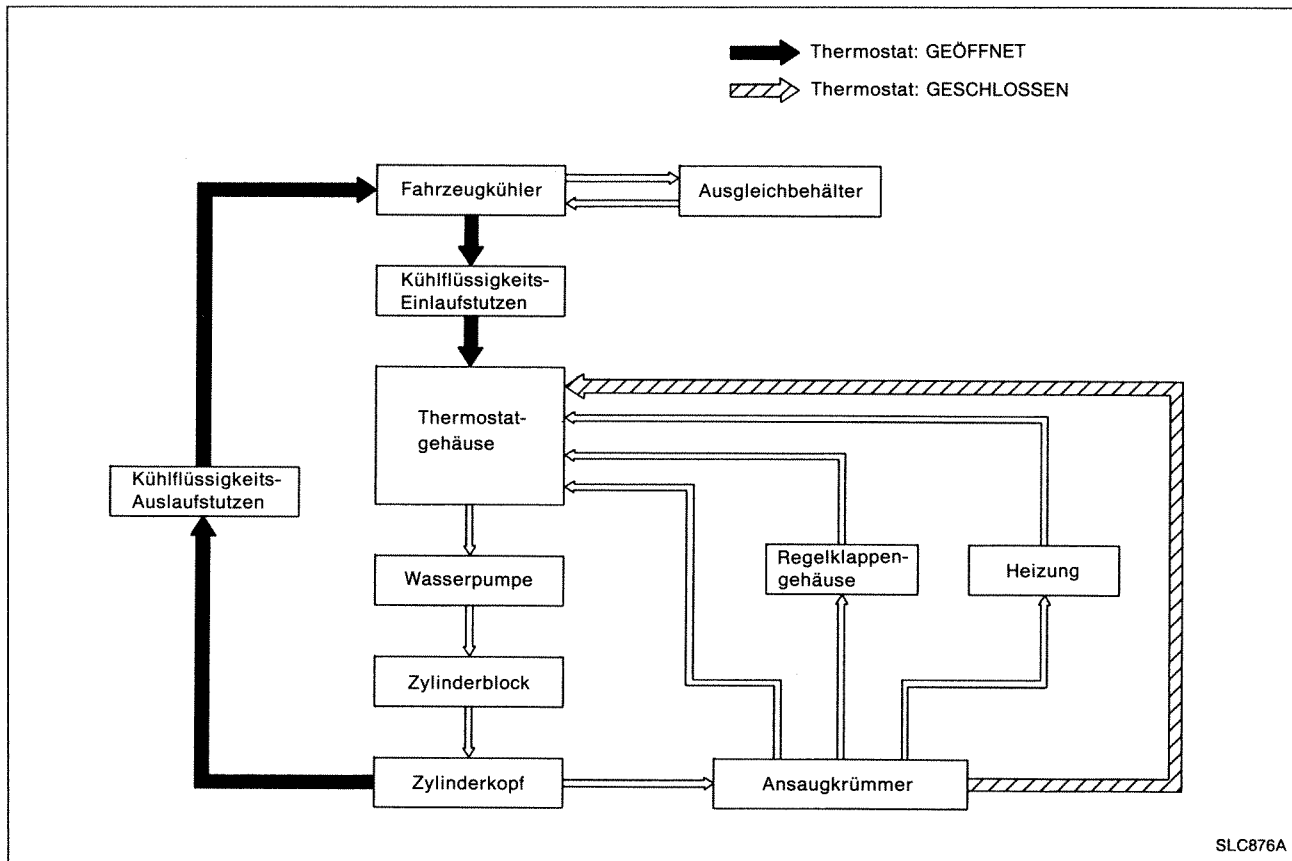 Thermostat: GEÖFFNET
Thermostat: GESCHLOSSEN
Fahrzeugkühler
Ausgleichbehälter
Kühlflüssigkeits-
Einlaufstutzen
Thermostat-
gehäuse
Kühlflüssigkeits-
Auslaufstutzen
Wasserpumpe
Regelklappen-
gehäuse
Heizung
Zylinderblock
Zylinderkopf
Ansaugkrümmer
SLC876A